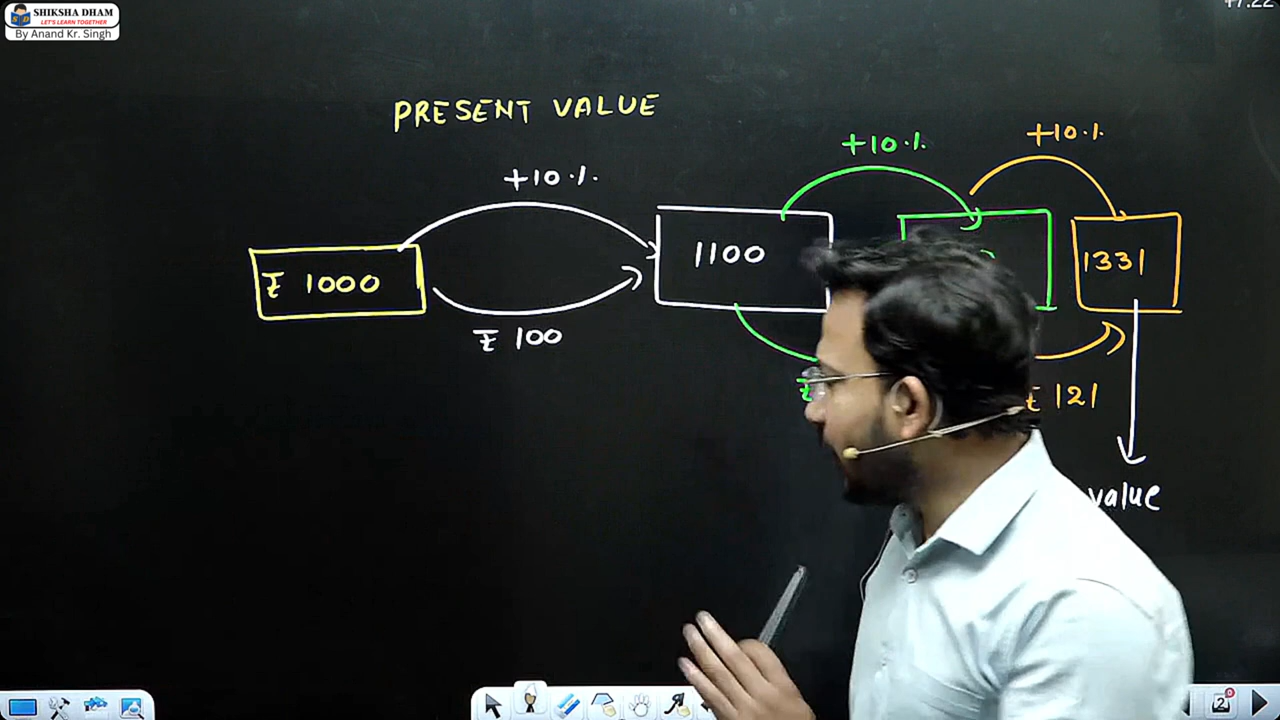 SHIKSHA DHAM
LET'S LEARN TOGETHER
By Anand Kr. Singh
PRESENT VALUE
+10%
+10%
+10%
₹ 1000
1100
1331
₹ 100
₹ 121
value
2